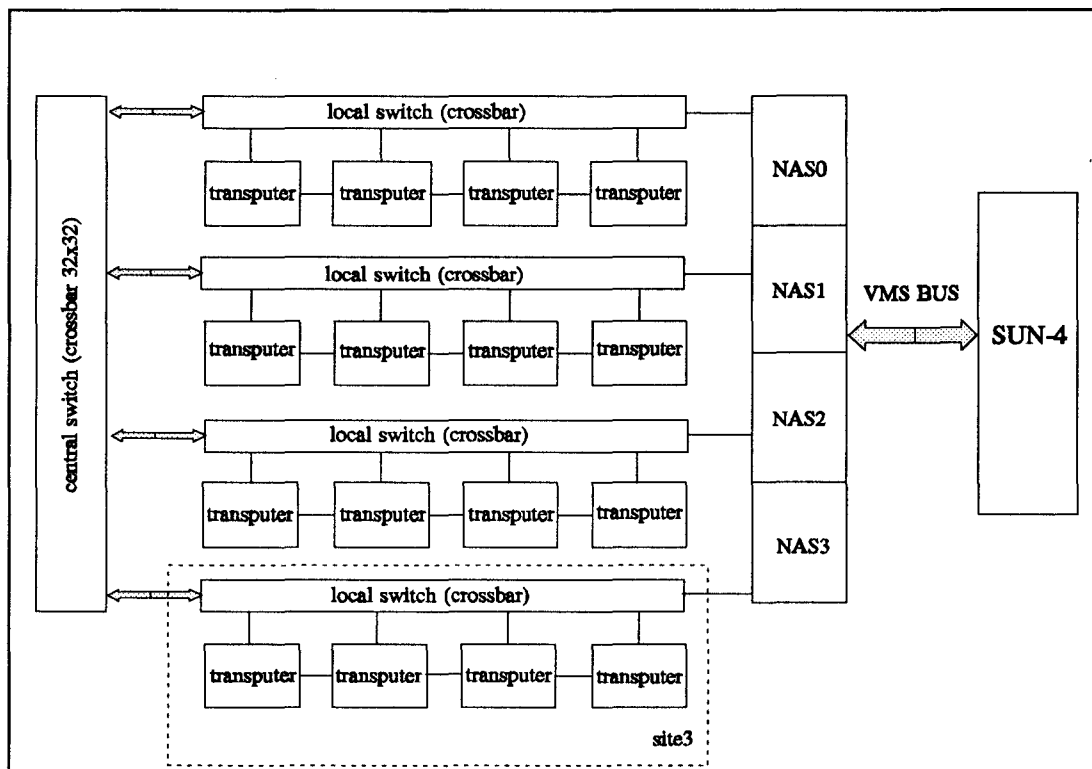 central switch (crossbar 32x32)
local switch (crossbar)
transputer transputer transputer transputer
local switch (crossbar)
transputer transputer transputer transputer
local switch (crossbar)
transputer transputer transputer transputer
local switch (crossbar)
transputer transputer transputer transputer
site3
NAS0
NAS1
NAS2
NAS3
VMS BUS
SUN-4